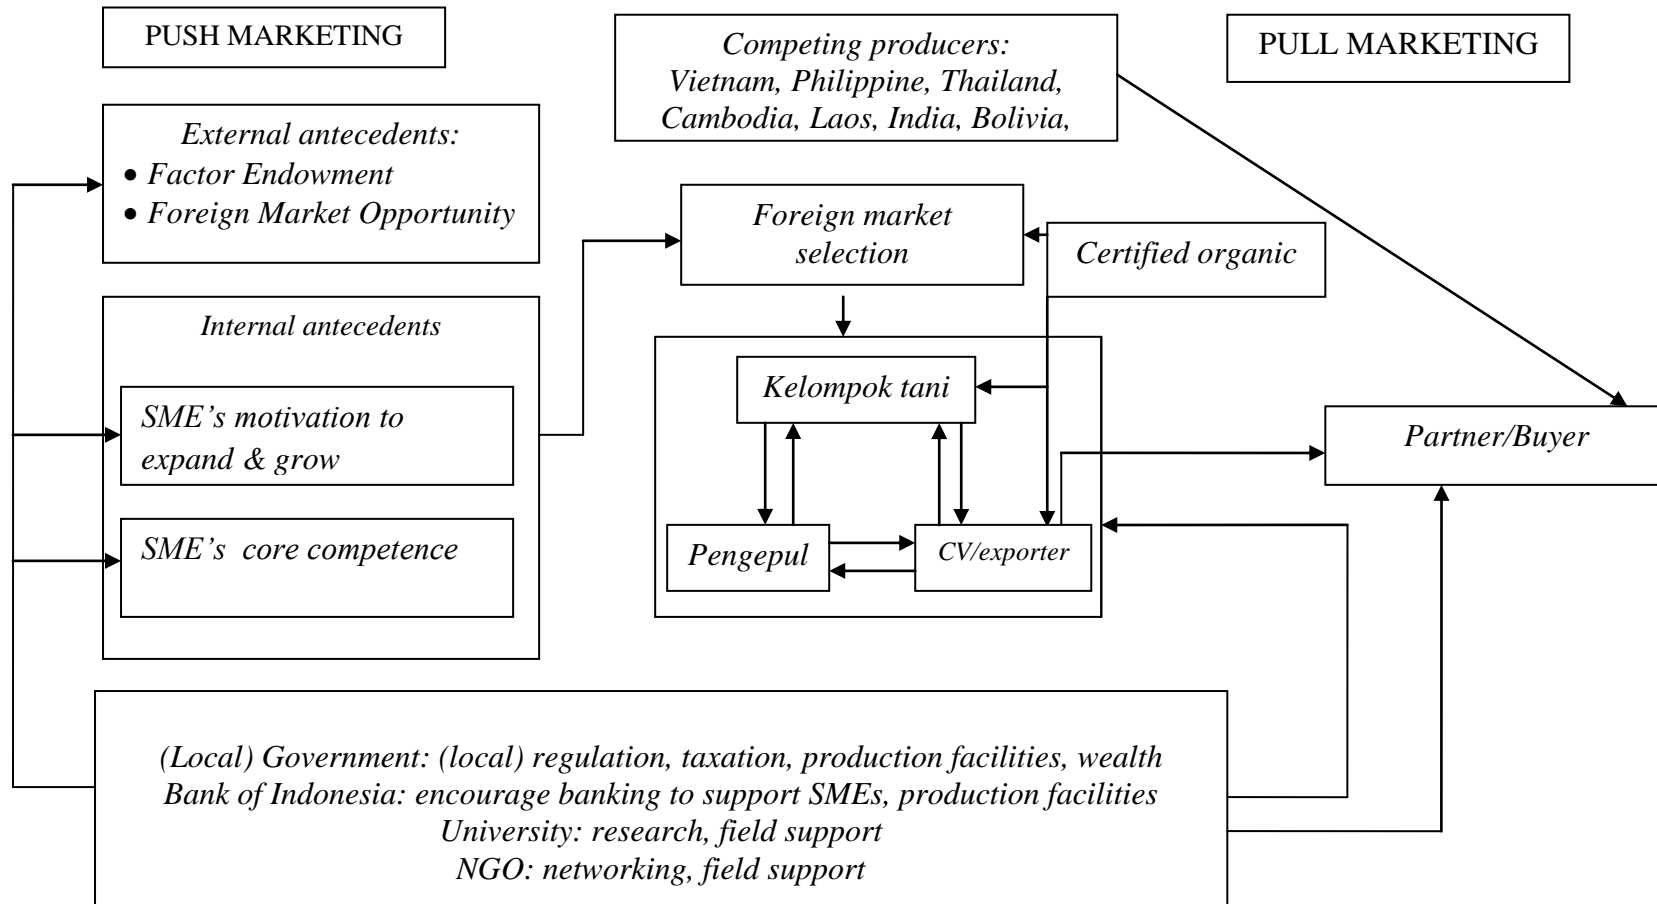 PUSH MARKETING
Competing producers:
Vietnam, Philippine, Thailand,
Cambodia, Laos, India, Bolivia,
PULL MARKETING
External antecedents:
• Factor Endowment
• Foreign Market Opportunity
Foreign market
selection
Certified organic
Internal antecedents
SME’s motivation to
expand & grow
SME’s core competence
Kelompok tani
Pengepul
CV/exporter
Partner/Buyer
(Local) Government: (local) regulation, taxation, production facilities, wealth
Bank of Indonesia: encourage banking to support SMEs, production facilities
University: research, field support
NGO: networking, field support